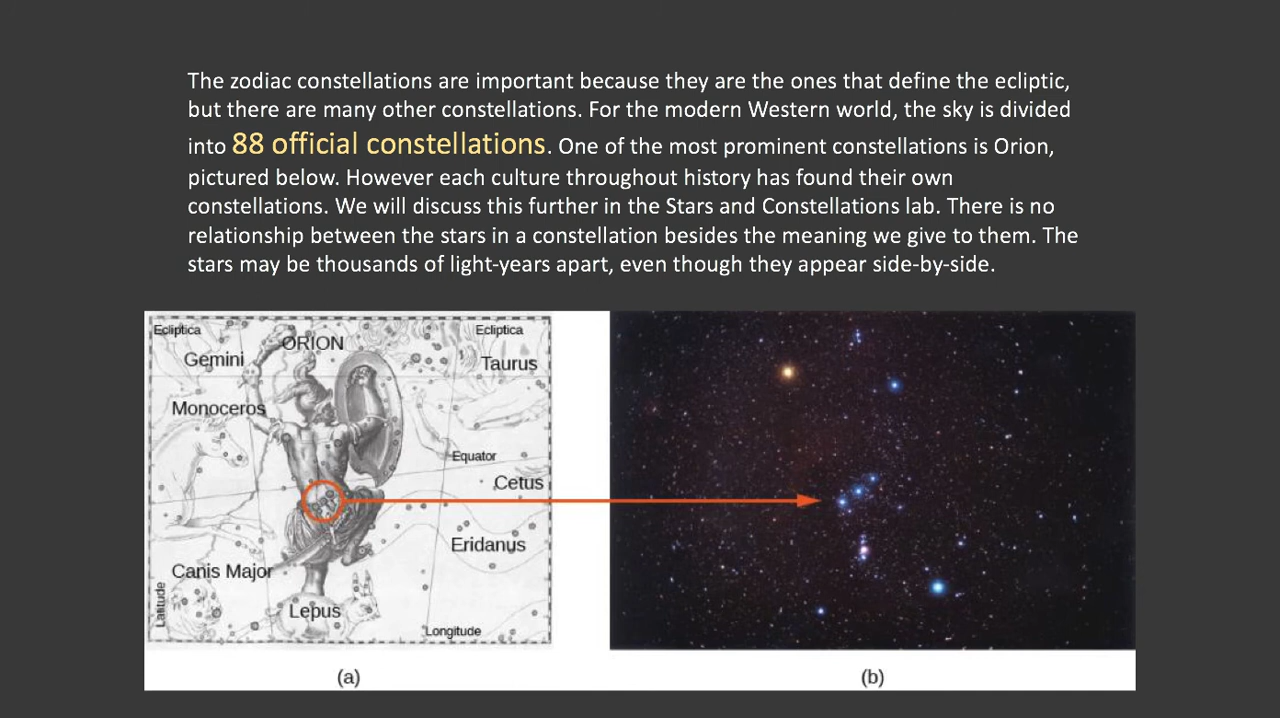 The zodiac constellations are important because they are the ones that define the ecliptic,
but there are many other constellations. For the modern Western world, the sky is divided
into 88 official constellations. One of the most prominent constellations is Orion,
pictured below. However each culture throughout history has found their own
constellations. We will discuss this further in the Stars and Constellations lab. There is no
relationship between the stars in a constellation besides the meaning we give to them. The
stars may be thousands of light-years apart, even though they appear side-by-side.
Ecliptica
Ecliptica
ORION
Gemini
Taurus
Monoceros
Equator
Cetus
Eridanus
Canis Major
Latitude
Lepus
Longitude
(a)
(b)